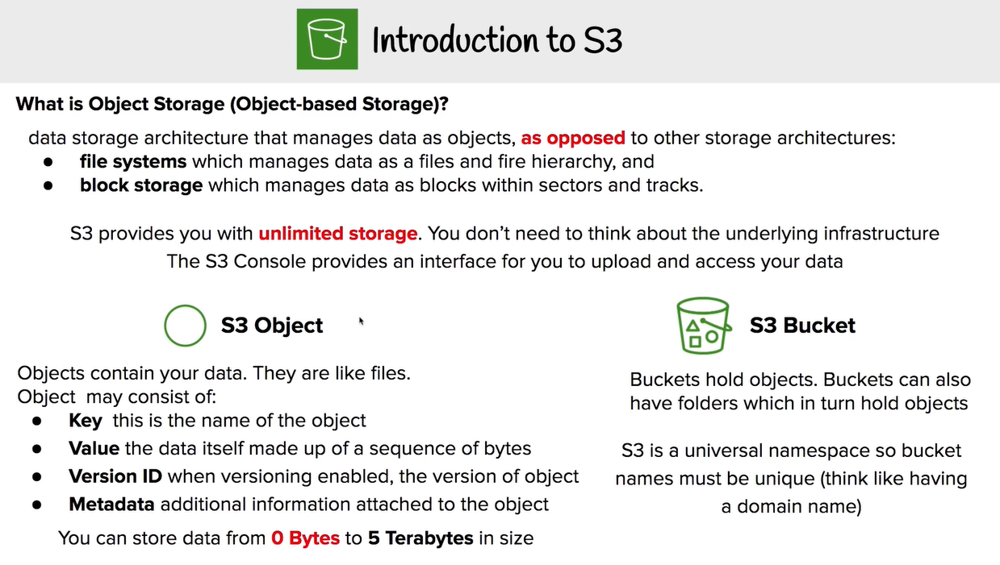 Introduction to S3
What is Object Storage (Object-based Storage)?
data storage architecture that manages data as objects, as opposed to other storage architectures:
● file systems which manages data as a files and fire hierarchy, and
● block storage which manages data as blocks within sectors and tracks.
S3 provides you with unlimited storage. You don’t need to think about the underlying infrastructure
The S3 Console provides an interface for you to upload and access your data
S3 Object
Objects contain your data. They are like files.
Object may consist of:
● Key this is the name of the object
● Value the data itself made up of a sequence of bytes
● Version ID when versioning enabled, the version of object
● Metadata additional information attached to the object
You can store data from 0 Bytes to 5 Terabytes in size
S3 Bucket
Buckets hold objects. Buckets can also
have folders which in turn hold objects
S3 is a universal namespace so bucket
names must be unique (think like having
a domain name)